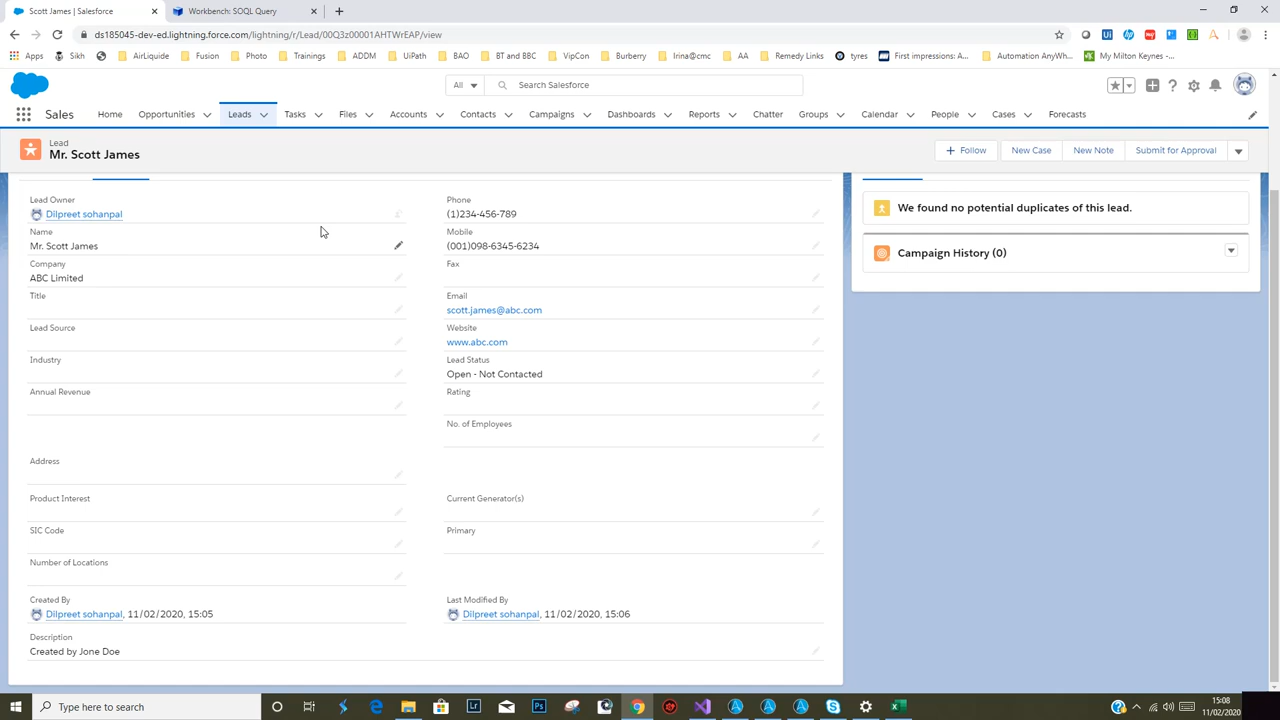 Scott James | Salesforce
Workbench: SOQL Query
ds185045-dev-ed.lightning.force.com/lightning/r/Lead/00Q3z00001AHTWrEAP/view
Apps Sikh AirLiquide Fusion Photo Trainings ADDM UiPath BAO BT and BBC VipCon Burberry Irina@cmc AA Remedy Links tyres First impressions: A... Automation AnyWh... My Milton Keynes -...
All Search Salesforce
Sales Home Opportunities Leads Tasks Files Accounts Contacts Campaigns Dashboards Reports Chatter Groups Calendar People Cases Forecasts
Lead
Mr. Scott James
Follow New Case New Note Submit for Approval
Lead Owner
Dilpreet sohanpal
Phone
(1)234-456-789
Name
Mr. Scott James
Mobile
(001)098-6345-6234
Company
ABC Limited
Fax
Title
Email
scott.james@abc.com
Lead Source
Website
www.abc.com
Industry
Lead Status
Open - Not Contacted
Annual Revenue
Rating
No. of Employees
Address
Product Interest
Current Generator(s)
SIC Code
Primary
Number of Locations
Created By
Dilpreet sohanpal, 11/02/2020, 15:05
Last Modified By
Dilpreet sohanpal, 11/02/2020, 15:06
Description
Created by Jone Doe
We found no potential duplicates of this lead.
Campaign History (0)
Type here to search
15:08
11/02/2020